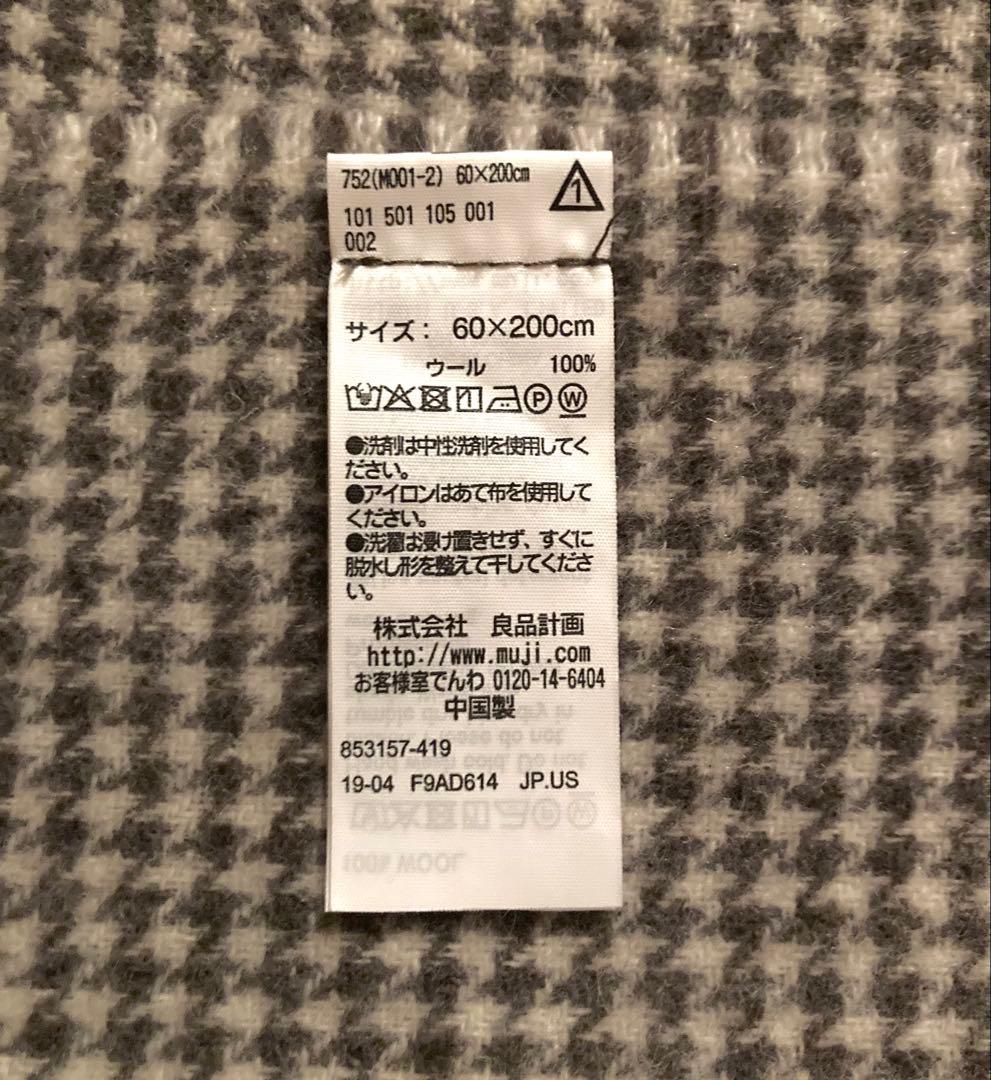 752(M001-2) 60×200cm
1
101 501 105 001
002
サイズ： 60×200cm
ウール 100%
P W
●洗剤は中性洗剤を使用してく
ださい。
●アイロンはあて布を使用して
ください。
●洗濯は浸け置きせず、すぐに
脱水し形を整えて干してくださ
い。
株式会社 良品計画
http://www.muji.com
お客様室でんわ 0120-14-6404
中国製
853157-419
19-04 F9AD614 JP.US
100% WOOL